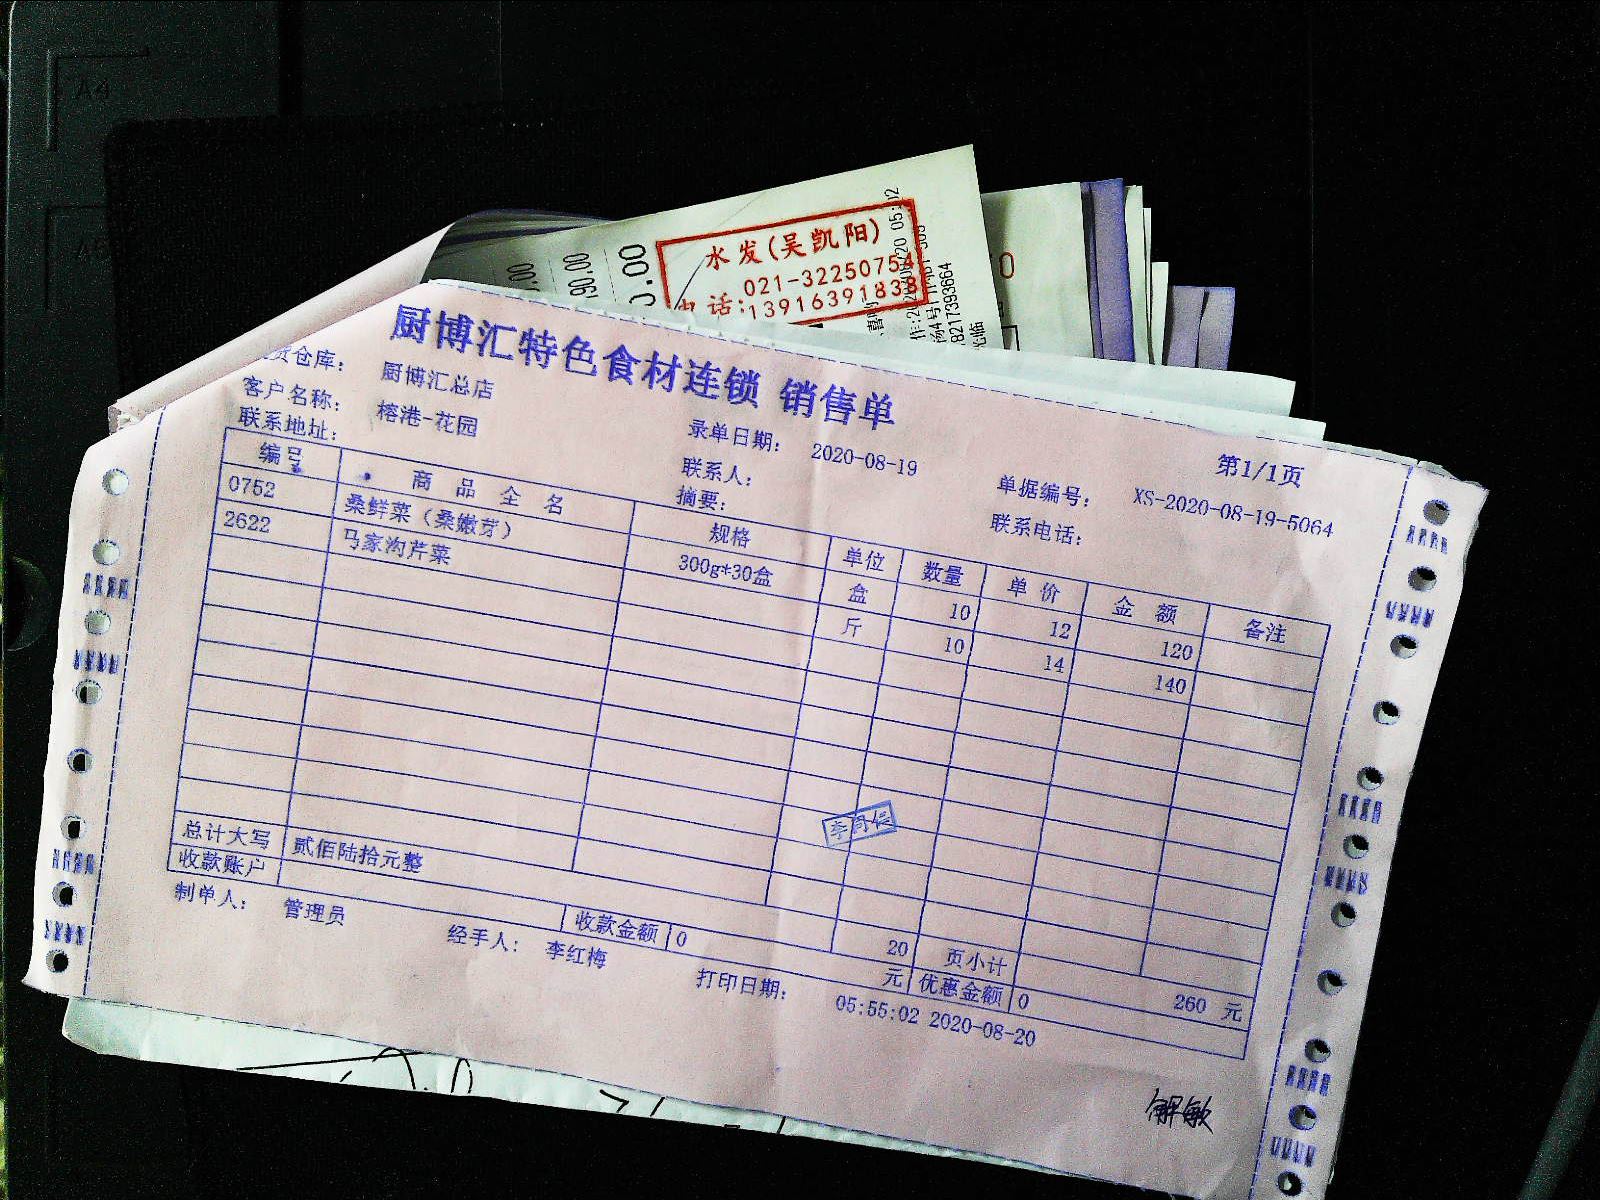 A4
A5
水发(吴凯阳)
021-32250754
电话:13916391838
.00
90.00
0.00
厨博汇特色食材连锁 销售单
第1/1页
货仓库: 厨博汇总店
客户名称: 榕港-花园 录单日期: 2020-08-19 单据编号: XS-2020-08-19-5064
联系地址: 联系人: 联系电话:
摘要:
编号 商品全名 规格 单位 数量 单价 金额 备注
0752 桑鲜菜（桑嫩芽） 300g*30盒 盒 10 12 120
2622 马家沟芹菜 斤 10 14 140
总计大写 贰佰陆拾元整 20 页小计 260 元
收款账户 收款金额 0 元 优惠金额 0
制单人: 管理员 经手人: 李红梅 打印日期: 05:55:02 2020-08-20
解敏